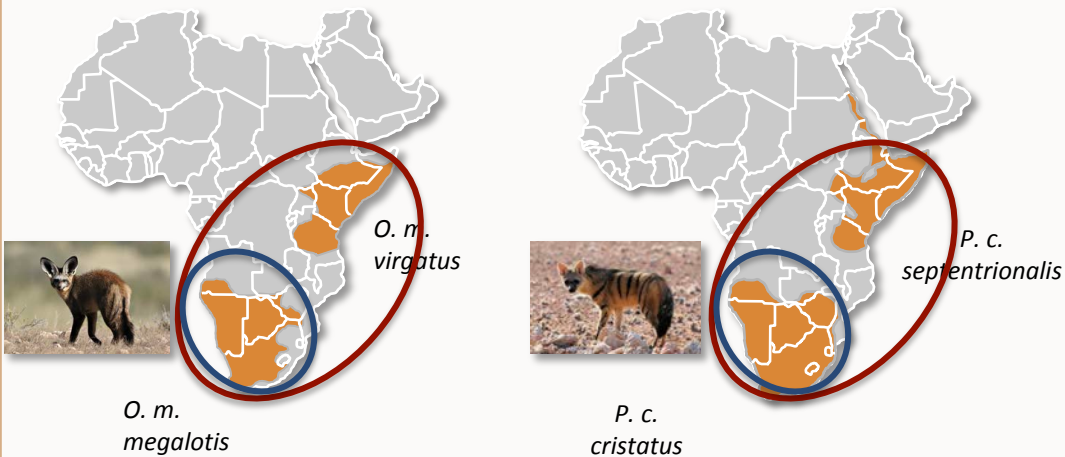 O. m.
virgatus
O. m.
megalotis
P. c.
septentrionalis
P. c.
cristatus